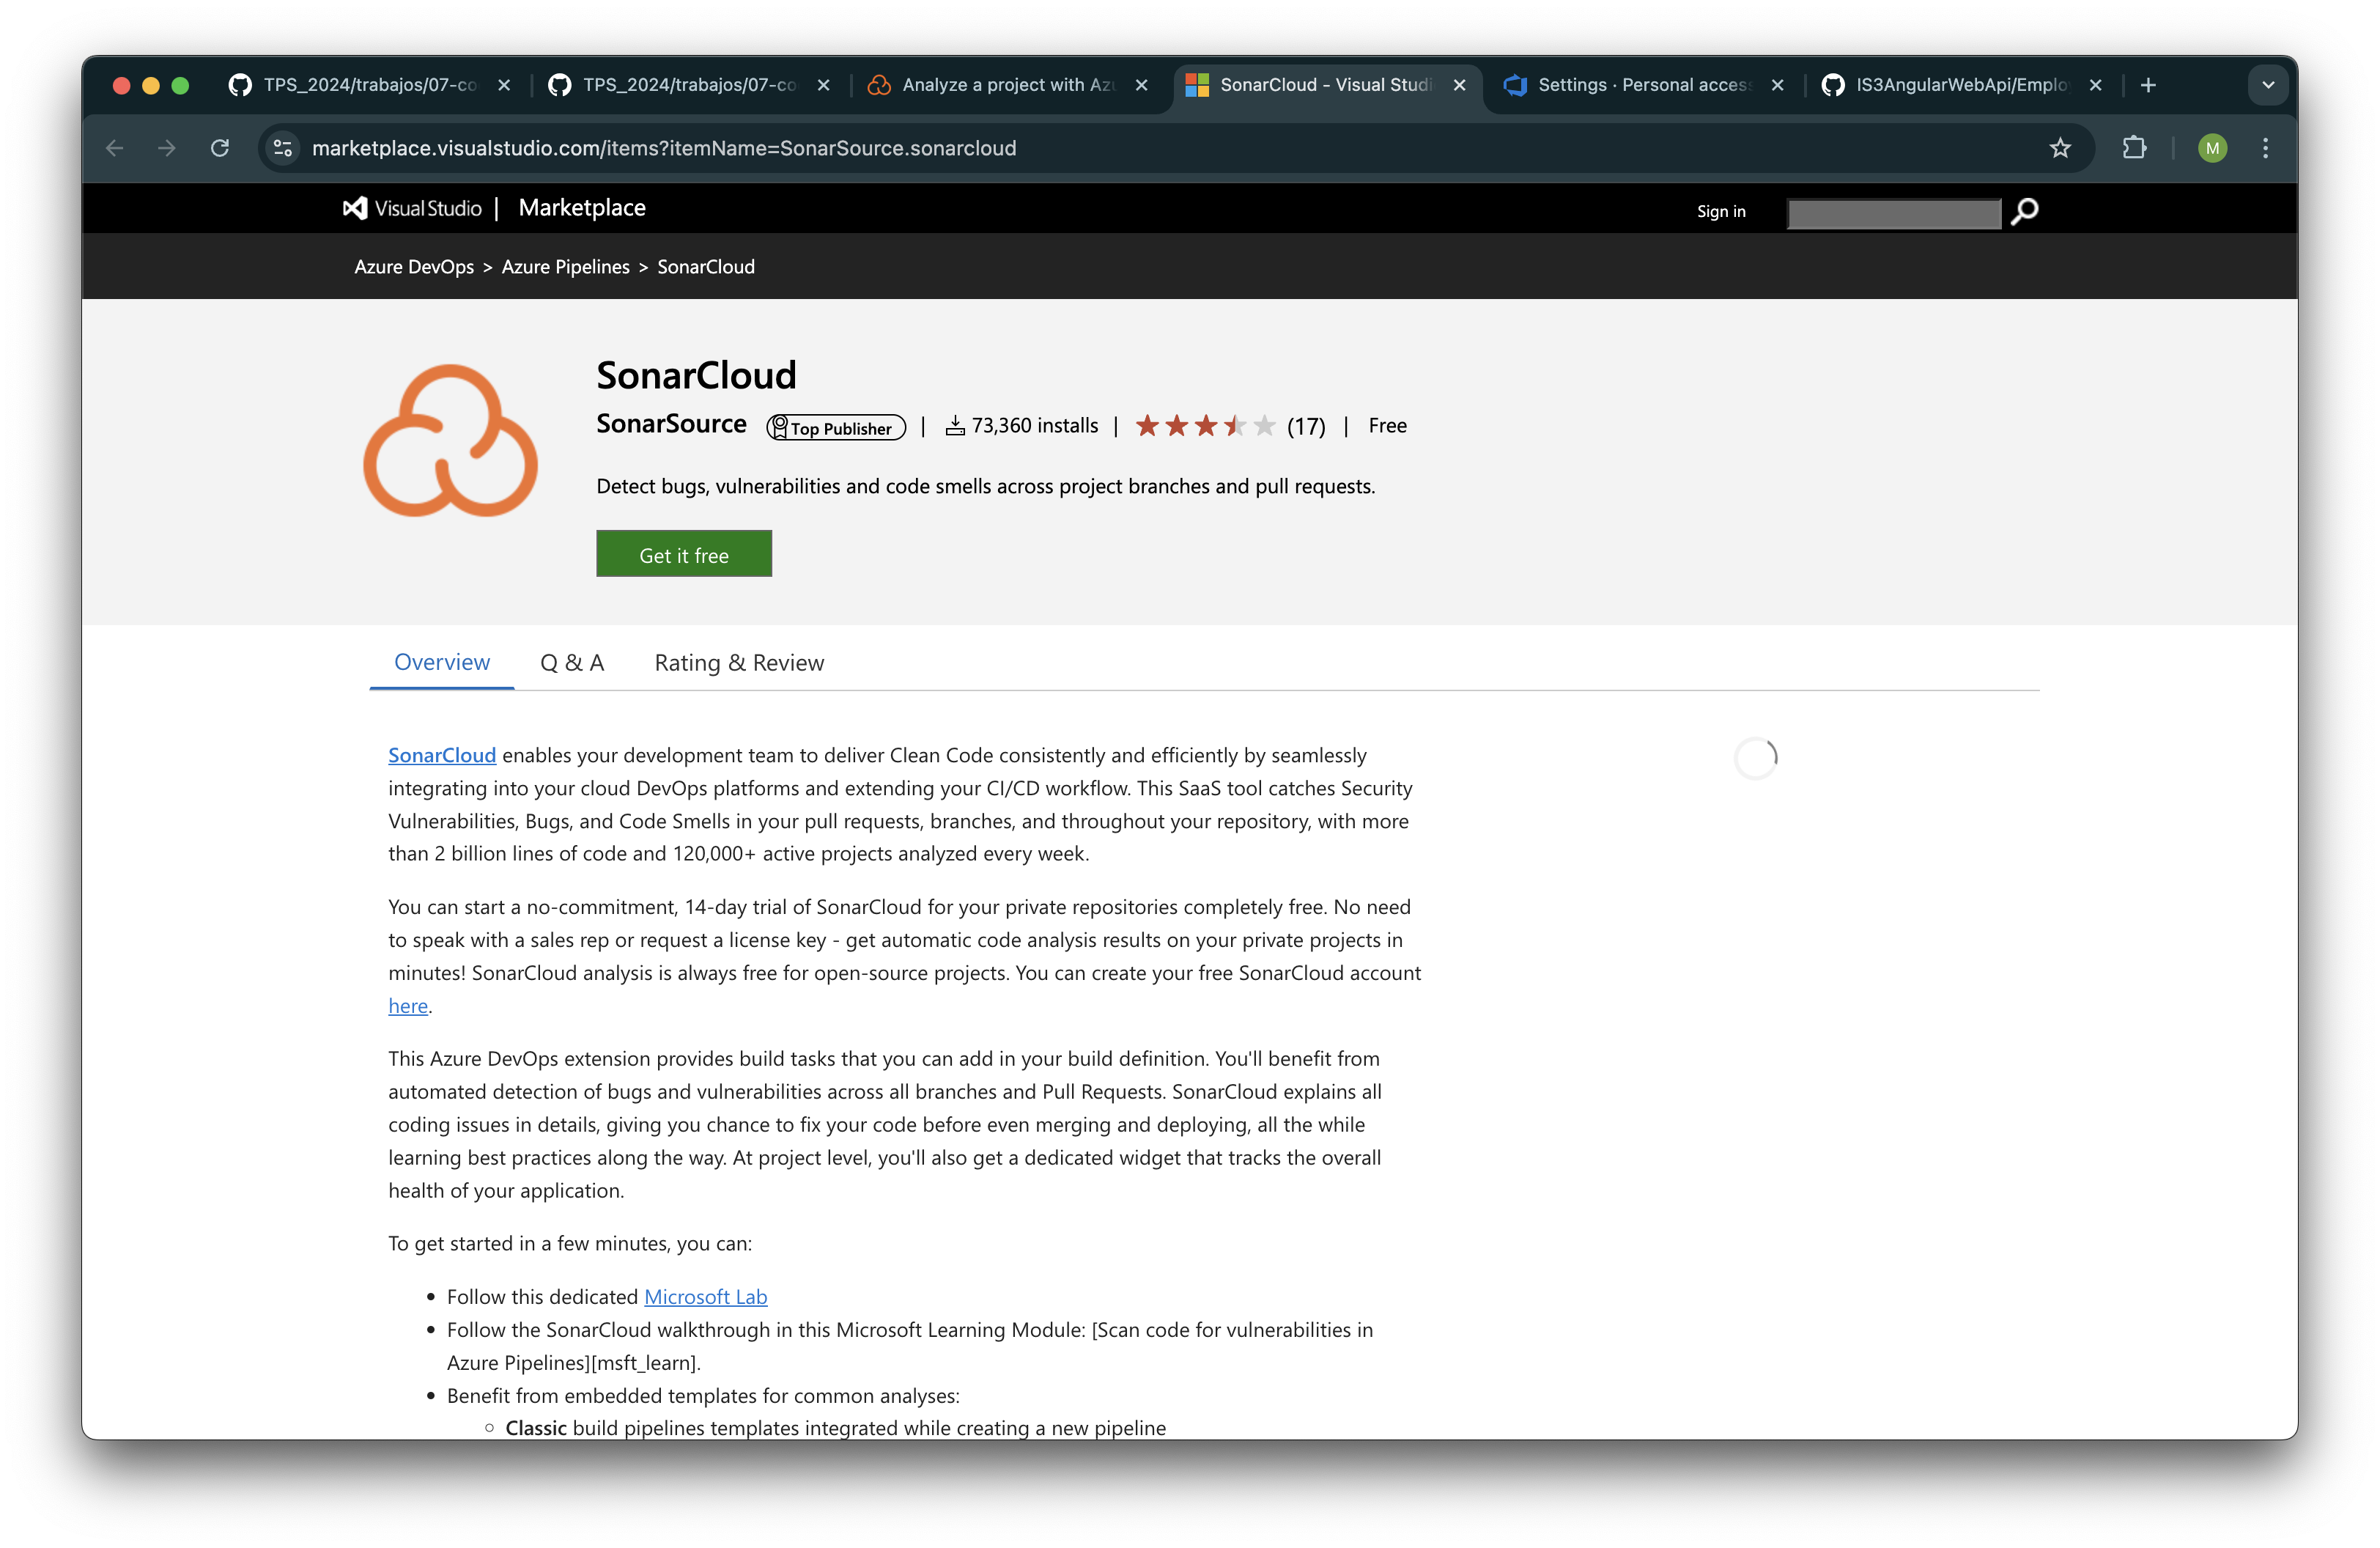 TPS_2024/trabajos/07-co
TPS_2024/trabajos/07-co
Analyze a project with Azu
SonarCloud - Visual Studi
Settings · Personal access
IS3AngularWebApi/Emplo
marketplace.visualstudio.com/items?itemName=SonarSource.sonarcloud
M
Visual Studio | Marketplace
Sign in
Azure DevOps > Azure Pipelines > SonarCloud
SonarCloud
SonarSource Top Publisher | 73,360 installs | (17) | Free
Detect bugs, vulnerabilities and code smells across project branches and pull requests.
Get it free
Overview Q & A Rating & Review
SonarCloud enables your development team to deliver Clean Code consistently and efficiently by seamlessly
integrating into your cloud DevOps platforms and extending your CI/CD workflow. This SaaS tool catches Security
Vulnerabilities, Bugs, and Code Smells in your pull requests, branches, and throughout your repository, with more
than 2 billion lines of code and 120,000+ active projects analyzed every week.
You can start a no-commitment, 14-day trial of SonarCloud for your private repositories completely free. No need
to speak with a sales rep or request a license key - get automatic code analysis results on your private projects in
minutes! SonarCloud analysis is always free for open-source projects. You can create your free SonarCloud account
here.
This Azure DevOps extension provides build tasks that you can add in your build definition. You'll benefit from
automated detection of bugs and vulnerabilities across all branches and Pull Requests. SonarCloud explains all
coding issues in details, giving you chance to fix your code before even merging and deploying, all the while
learning best practices along the way. At project level, you'll also get a dedicated widget that tracks the overall
health of your application.
To get started in a few minutes, you can:
• Follow this dedicated Microsoft Lab
• Follow the SonarCloud walkthrough in this Microsoft Learning Module: [Scan code for vulnerabilities in
Azure Pipelines][msft_learn].
• Benefit from embedded templates for common analyses:
◦ Classic build pipelines templates integrated while creating a new pipeline